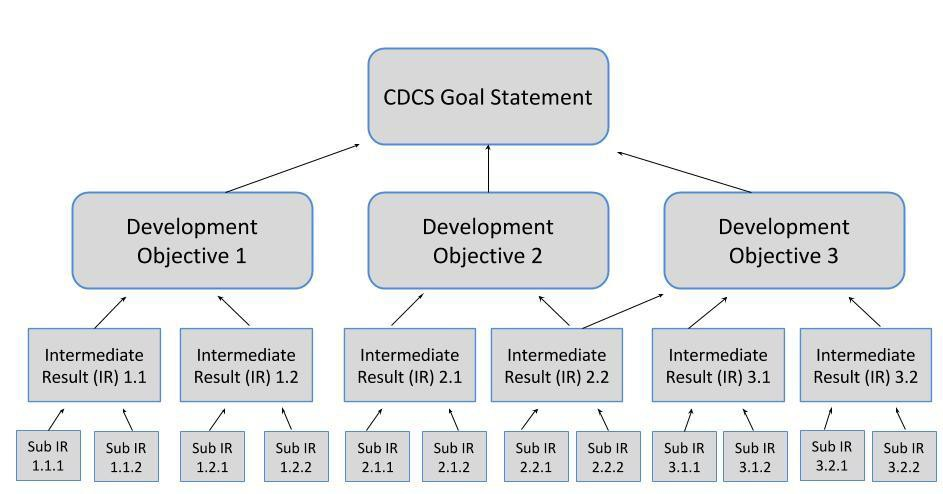 CDCS Goal Statement
Development
Objective 1
Development
Objective 2
Development
Objective 3
Intermediate
Result (IR) 1.1
Intermediate
Result (IR) 1.2
Intermediate
Result (IR) 2.1
Intermediate
Result (IR) 2.2
Intermediate
Result (IR) 3.1
Intermediate
Result (IR) 3.2
Sub IR
1.1.1
Sub IR
1.1.2
Sub IR
1.2.1
Sub IR
1.2.2
Sub IR
2.1.1
Sub IR
2.1.2
Sub IR
2.2.1
Sub IR
2.2.2
Sub IR
3.1.1
Sub IR
3.1.2
Sub IR
3.2.1
Sub IR
3.2.2